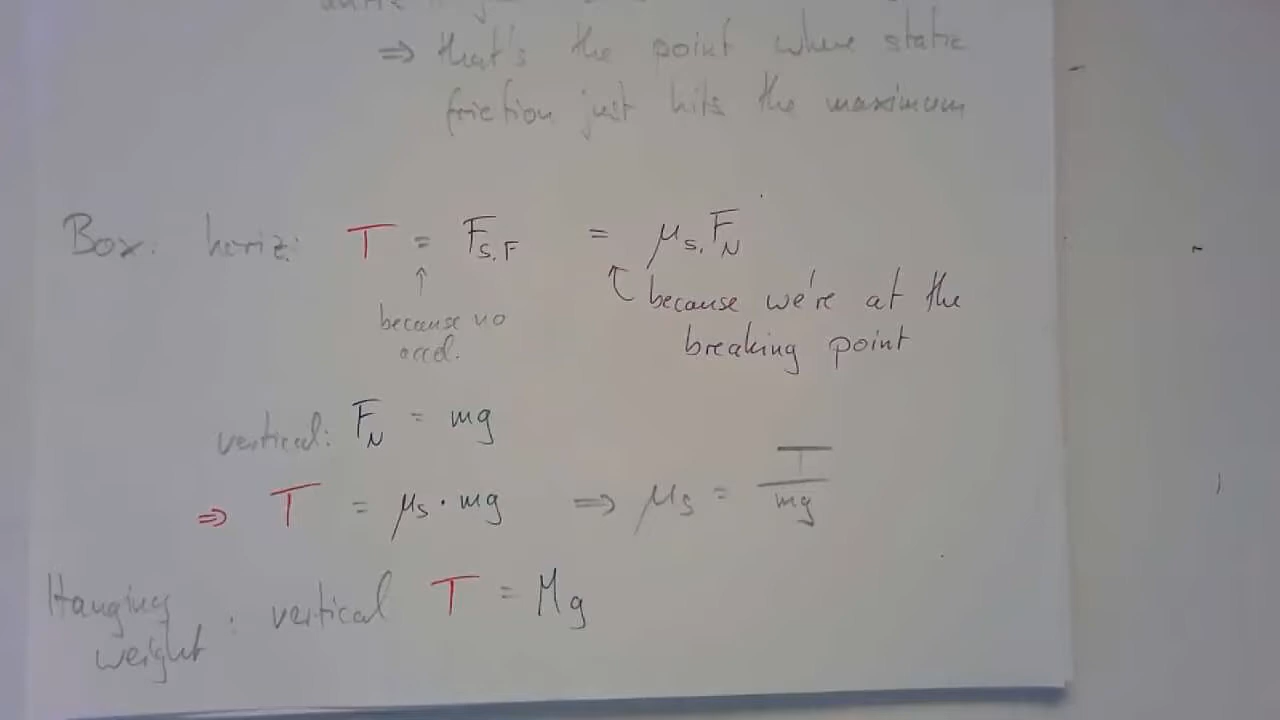 ⇒ that's the point where static
friction just hits the maximum
Box: horiz: T = F_S,F = μ_s. F_N
↑ because no accel.
because we're at the
breaking point
vertical: F_N = mg
⇒ T = μ_s · mg ⇒ μ_s = T/mg
Hanging weight: vertical T = Mg